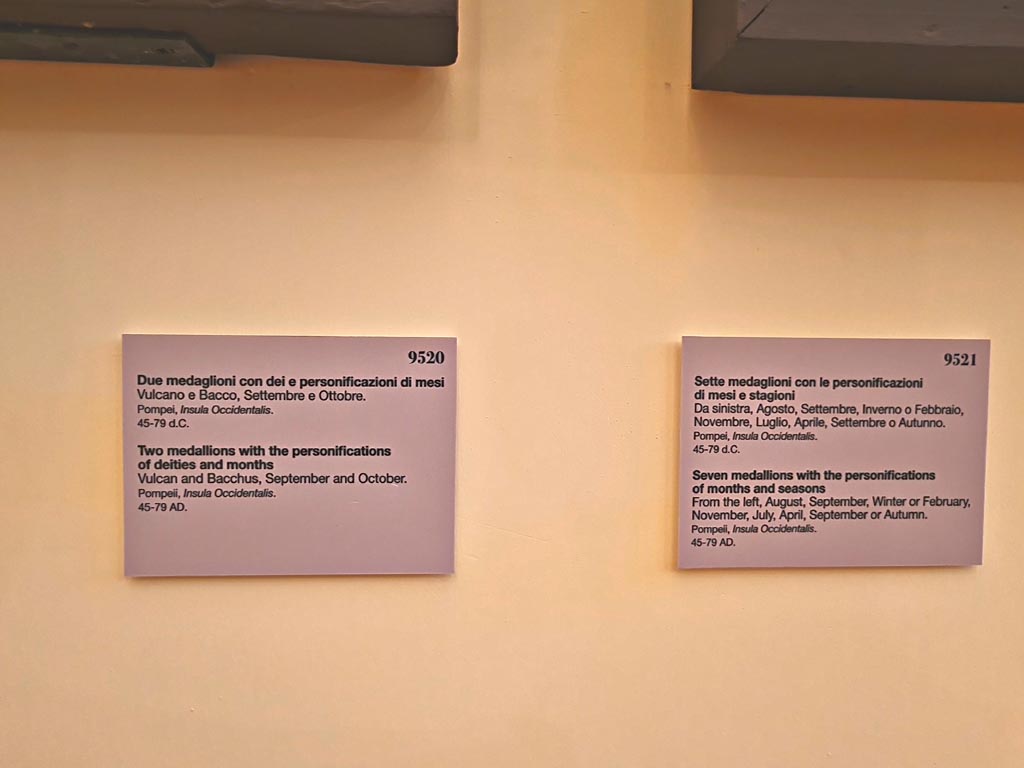 9520
Due medaglioni con dei e personificazioni di mesi
Vulcano e Bacco, Settembre e Ottobre.
Pompei, Insula Occidentalis.
45-79 d.C.
Two medallions with the personifications
of deities and months
Vulcan and Bacchus, September and October.
Pompeii, Insula Occidentalis.
45-79 AD.
9521
Sette medaglioni con le personificazioni
di mesi e stagioni
Da sinistra, Agosto, Settembre, Inverno o Febbraio,
Novembre, Luglio, Aprile, Settembre o Autunno.
Pompei, Insula Occidentalis.
45-79 d.C.
Seven medallions with the personifications
of months and seasons
From the left, August, September, Winter or February,
November, July, April, September or Autumn.
Pompeii, Insula Occidentalis.
45-79 AD.